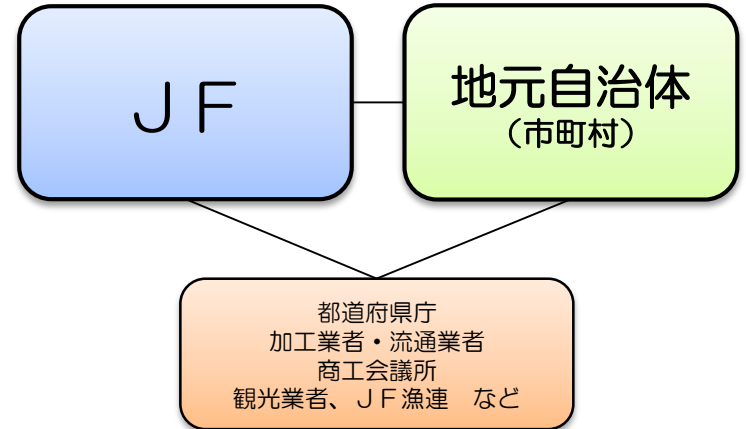 ＪＦ
地元自治体
（市町村）
都道府県庁
加工業者・流通業者
商工会議所
観光業者、ＪＦ漁連　など